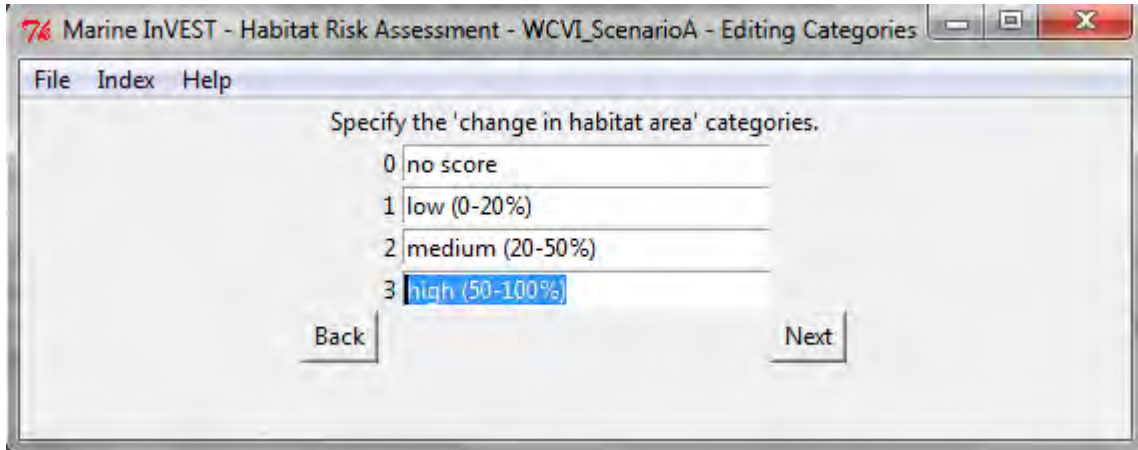 Marine InVEST - Habitat Risk Assessment - WCVI_ScenarioA - Editing Categories
File Index Help
Specify the 'change in habitat area' categories.
0 no score
1 low (0-20%)
2 medium (20-50%)
3 high (50-100%)
Back Next